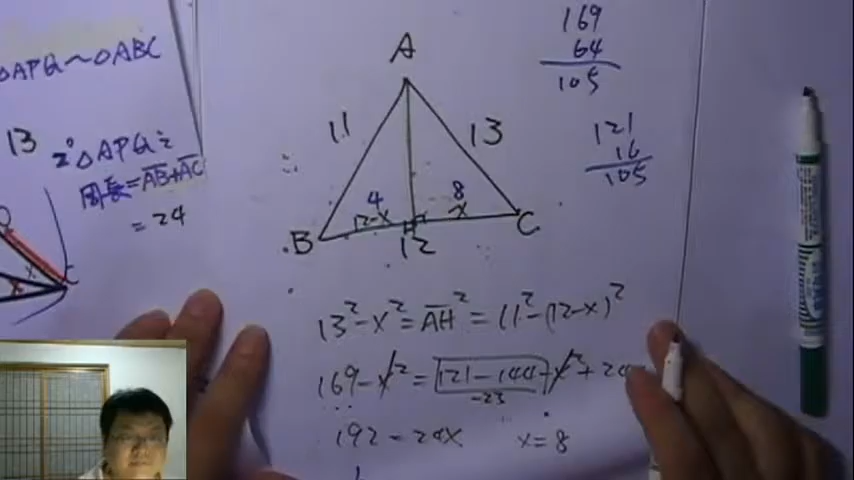 △APQ~△ABC
13
2° △APQ之
周長=AB+AC
=24
A
11
13
4
8
12-x
x
B
C
12
169
64
105
121
16
105
13²-x²=AH²=11²-(12-x)²
169-x²=121-144-x²+24
-23
192=24x
x=8
x
x
C